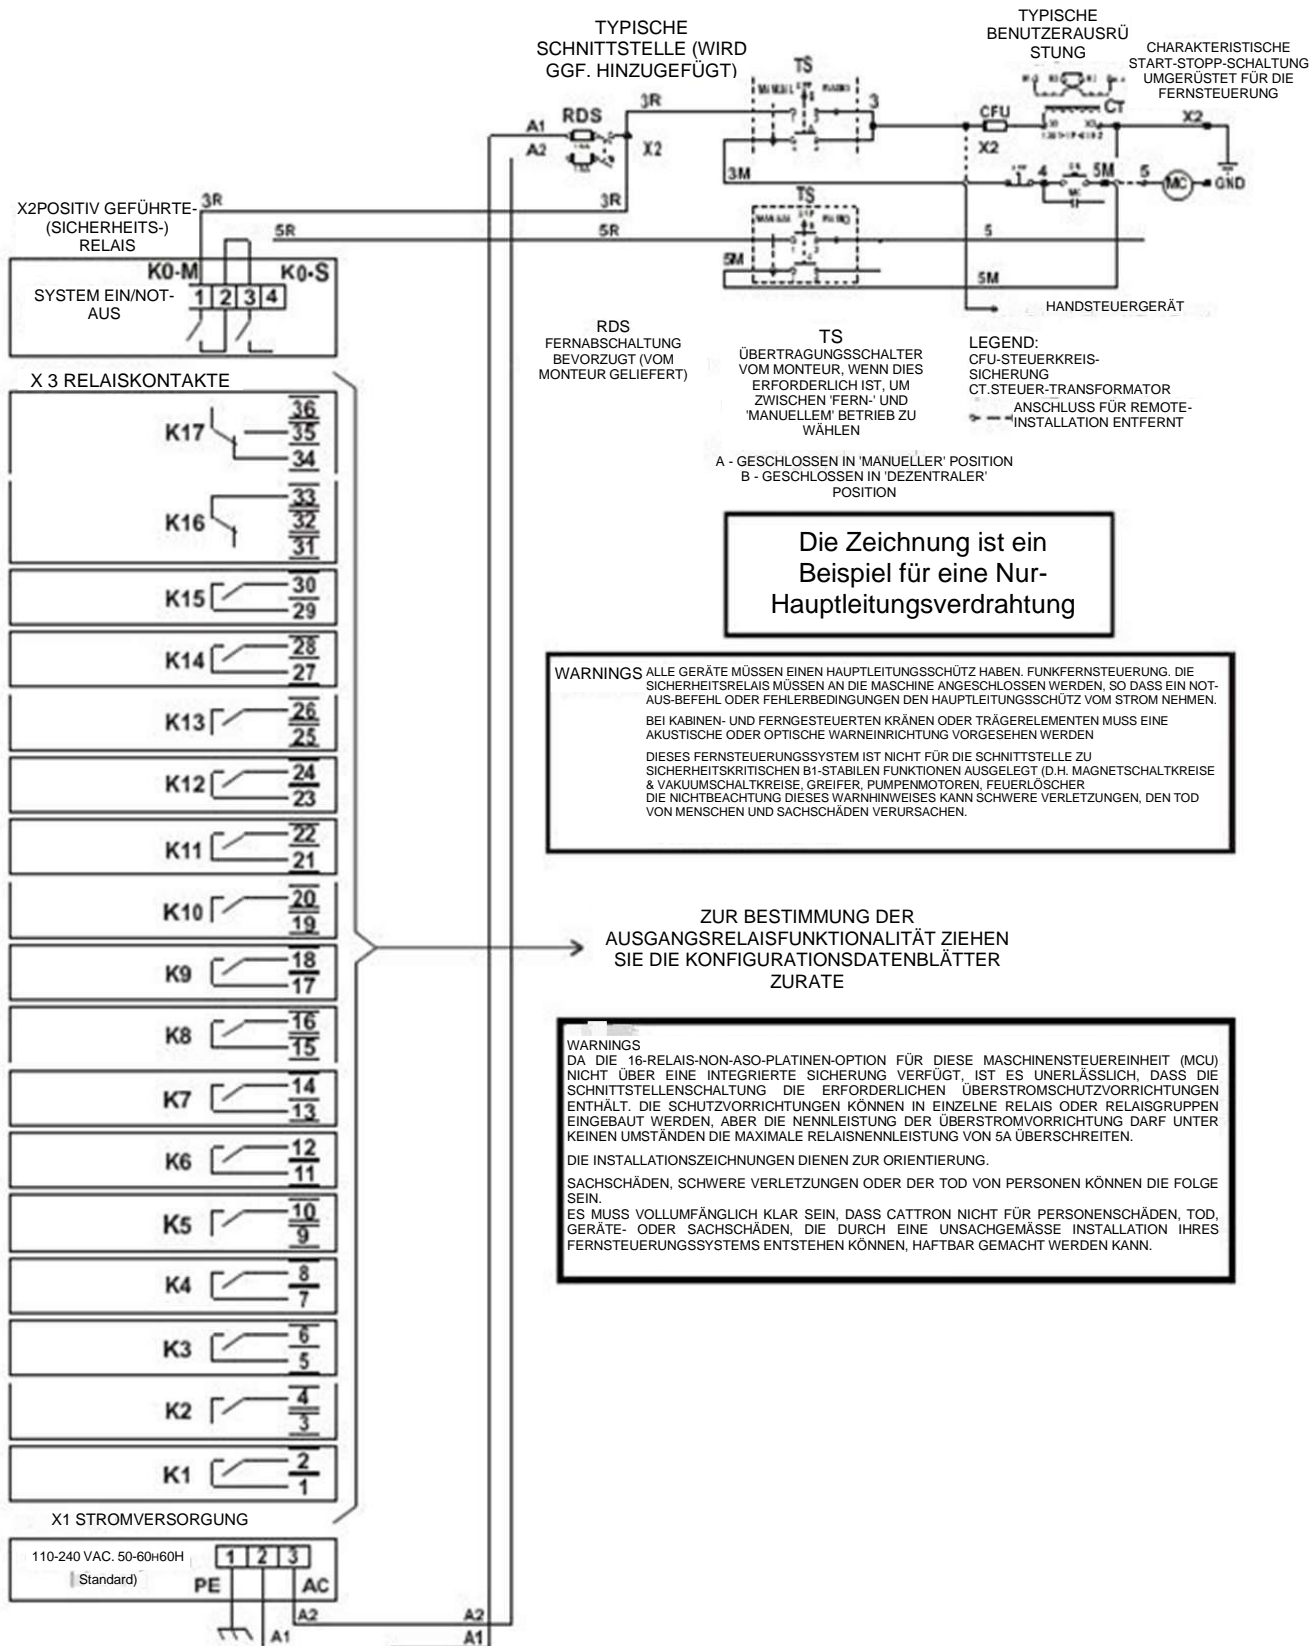 TYPISCHE
SCHNITTSTELLE (WIRD
GGF. HINZUGEFÜGT)
TYPISCHE
BENUTZERAUSRÜ
STUNG
CHARAKTERISTISCHE
START-STOPP-SCHALTUNG
UMGERÜSTET FÜR DIE
FERNSTEUERUNG
TS
RADIO
3R
3
RDS
CFU
CT
X2
A1
A2
X2
X2
3M
4
5M
5
MC
GND
MC
X2POSITIV GEFÜHRTE-
(SICHERHEITS-)
RELAIS
3R
3R
TS
5R
5R
5
5M
5M
K0-M
K0-S
SYSTEM EIN/NOT-
AUS
1 2 3 4
HANDSTEUERGERÄT
RDS
FERNABSCHALTUNG
BEVORZUGT (VOM
MONTEUR GELIEFERT)
TS
ÜBERTRAGUNGSSCHALTER
VOM MONTEUR, WENN DIES
ERFORDERLICH IST, UM
ZWISCHEN 'FERN-' UND
'MANUELLEM' BETRIEB ZU
WÄHLEN
LEGEND:
CFU-STEUERKREIS-
SICHERUNG
CT.STEUER-TRANSFORMATOR
ANSCHLUSS FÜR REMOTE-
INSTALLATION ENTFERNT
A - GESCHLOSSEN IN 'MANUELLER' POSITION
B - GESCHLOSSEN IN 'DEZENTRALER'
POSITION
Die Zeichnung ist ein
Beispiel für eine Nur-
Hauptleitungsverdrahtung
WARNINGS ALLE GERÄTE MÜSSEN EINEN HAUPTLEITUNGSSCHÜTZ HABEN. FUNKFERNSTEUERUNG. DIE
SICHERHEITSRELAIS MÜSSEN AN DIE MASCHINE ANGESCHLOSSEN WERDEN, SO DASS EIN NOT-
AUS-BEFEHL ODER FEHLERBEDINGUNGEN DEN HAUPTLEITUNGSSCHÜTZ VOM STROM NEHMEN.
BEI KABINEN- UND FERNGESTEUERTEN KRÄNEN ODER TRÄGERELEMENTEN MUSS EINE
AKUSTISCHE ODER OPTISCHE WARNEINRICHTUNG VORGESEHEN WERDEN
DIESES FERNSTEUERUNGSSYSTEM IST NICHT FÜR DIE SCHNITTSTELLE ZU
SICHERHEITSKRITISCHEN B1-STABILEN FUNKTIONEN AUSGELEGT (D.H. MAGNETSCHALTKREISE
& VAKUUMSCHALTKREISE, GREIFER, PUMPENMOTOREN, FEUERLÖSCHER
DIE NICHTBEACHTUNG DIESES WARNHINWEISES KANN SCHWERE VERLETZUNGEN, DEN TOD
VON MENSCHEN UND SACHSCHÄDEN VERURSACHEN.
ZUR BESTIMMUNG DER
AUSGANGSRELAISFUNKTIONALITÄT ZIEHEN
SIE DIE KONFIGURATIONSDATENBLÄTTER
ZURATE
WARNINGS
DA DIE 16-RELAIS-NON-ASO-PLATINEN-OPTION FÜR DIESE MASCHINENSTEUEREINHEIT (MCU)
NICHT ÜBER EINE INTEGRIERTE SICHERUNG VERFÜGT, IST ES UNERLÄSSLICH, DASS DIE
SCHNITTSTELLENSCHALTUNG DIE ERFORDERLICHEN ÜBERSTROMSCHUTZVORRICHTUNGEN
ENTHÄLT. DIE SCHUTZVORRICHTUNGEN KÖNNEN IN EINZELNE RELAIS ODER RELAISGRUPPEN
EINGEBAUT WERDEN, ABER DIE NENNLEISTUNG DER ÜBERSTROMVORRICHTUNG DARF UNTER
KEINEN UMSTÄNDEN DIE MAXIMALE RELAISNENNLEISTUNG VON 5A ÜBERSCHREITEN.
DIE INSTALLATIONSZEICHNUNGEN DIENEN ZUR ORIENTIERUNG.
SACHSCHÄDEN, SCHWERE VERLETZUNGEN ODER DER TOD VON PERSONEN KÖNNEN DIE FOLGE
SEIN.
ES MUSS VOLLUMFÄNGLICH KLAR SEIN, DASS CATTRON NICHT FÜR PERSONENSCHÄDEN, TOD,
GERÄTE- ODER SACHSCHÄDEN, DIE DURCH EINE UNSACHGEMÄSSE INSTALLATION IHRES
FERNSTEUERUNGSSYSTEMS ENTSTEHEN KÖNNEN, HAFTBAR GEMACHT WERDEN KANN.
X 3 RELAISKONTAKTE
36
K17 35
34
33
K16 32
31
K15 30
29
K14 28
27
K13 26
25
K12 24
23
K11 22
21
K10 20
19
K9 18
17
K8 16
15
K7 14
13
K6 12
11
K5 10
9
K4 8
7
K3 6
5
K2 4
3
K1 2
1
X1 STROMVERSORGUNG
110-240 VAC. 50-60H60H
Standard)
1 2 3
PE
AC
A2
A2
A1
A1